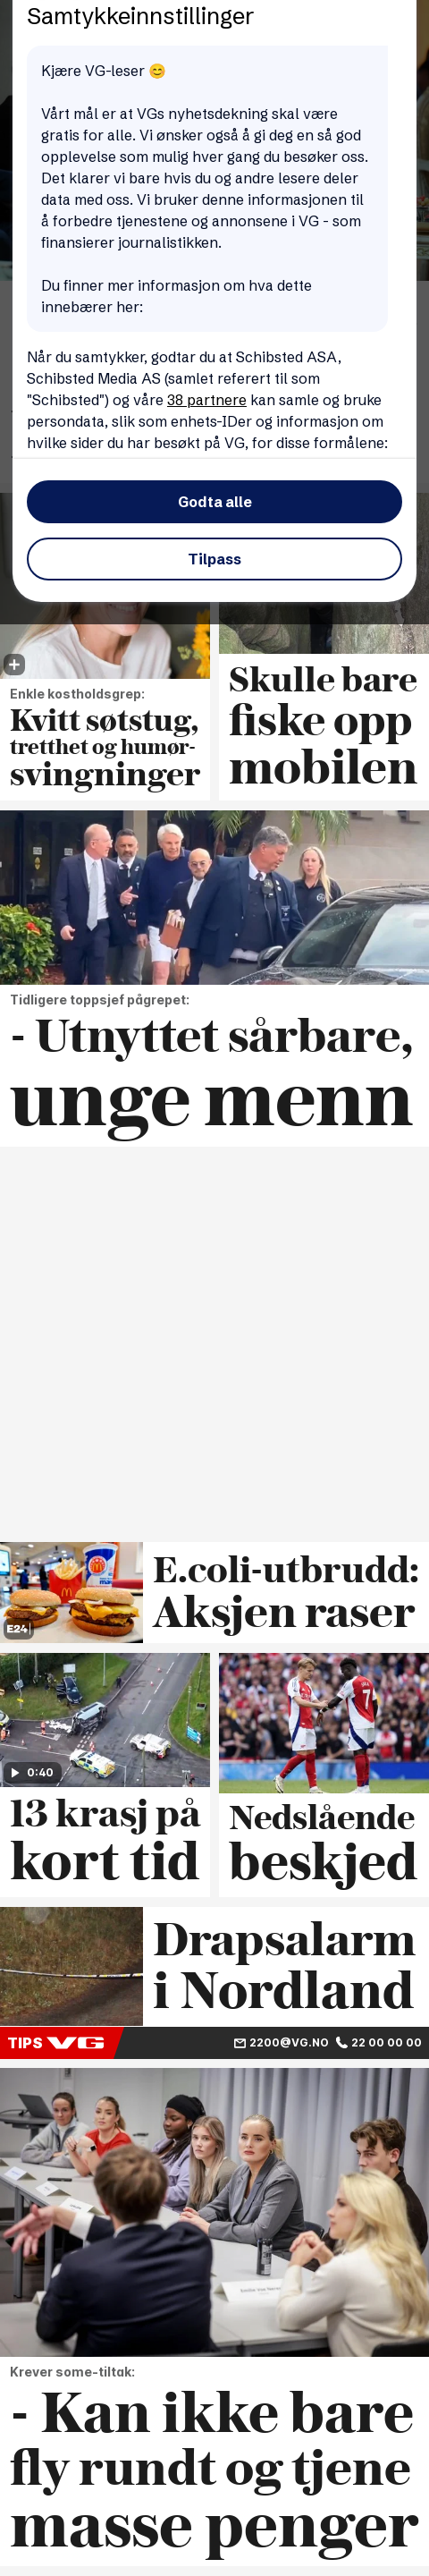 Samtykkeinnstillinger
Kjære VG-leser 😊
Vårt mål er at VGs nyhetsdekning skal være
gratis for alle. Vi ønsker også å gi deg en så god
opplevelse som mulig hver gang du besøker oss.
Det klarer vi bare hvis du og andre lesere deler
data med oss. Vi bruker denne informasjonen til
å forbedre tjenestene og annonsene i VG - som
finansierer journalistikken.
Du finner mer informasjon om hva dette
innebærer her:
Når du samtykker, godtar du at Schibsted ASA,
Schibsted Media AS (samlet referert til som
"Schibsted") og våre 38 partnere kan samle og bruke
persondata, slik som enhets-IDer og informasjon om
hvilke sider du har besøkt på VG, for disse formålene:
Godta alle
Tilpass
Enkle kostholdsgrep:
Kvitt søtstug,
tretthet og humør-
svingninger
Skulle bare
fiske opp
mobilen
Tidligere toppsjef pågrepet:
- Utnyttet sårbare,
unge menn
E24
E.coli-utbrudd:
Aksjen raser
0:40
13 krasj på
kort tid
7
Nedslående
beskjed
Drapsalarm
i Nordland
TIPS VG
2200@VG.NO 22 00 00 00
Krever some-tiltak:
- Kan ikke bare
fly rundt og tjene
masse penger